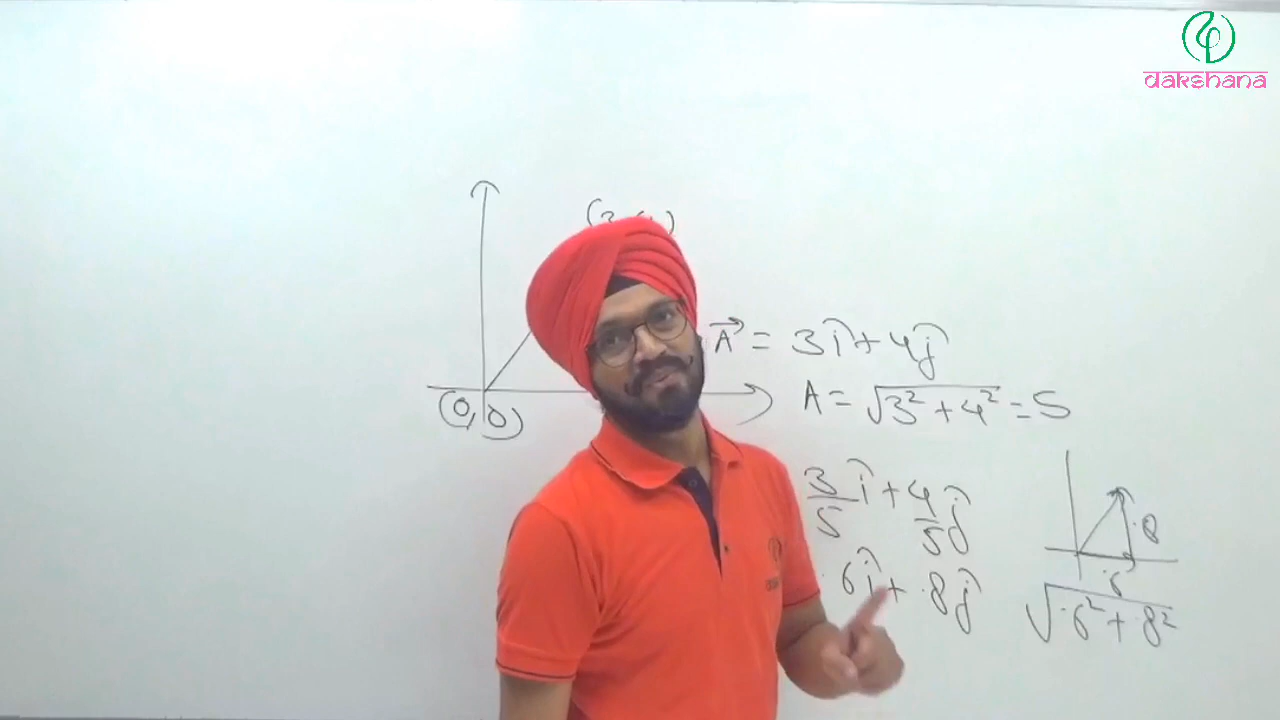 dakshana
A⃗ = 3î + 4ĵ
(0,0)
A = √3² + 4² = 5
3/5 î + 4/5 ĵ
.8
.6î + .8ĵ
.6
√.6² + .8²